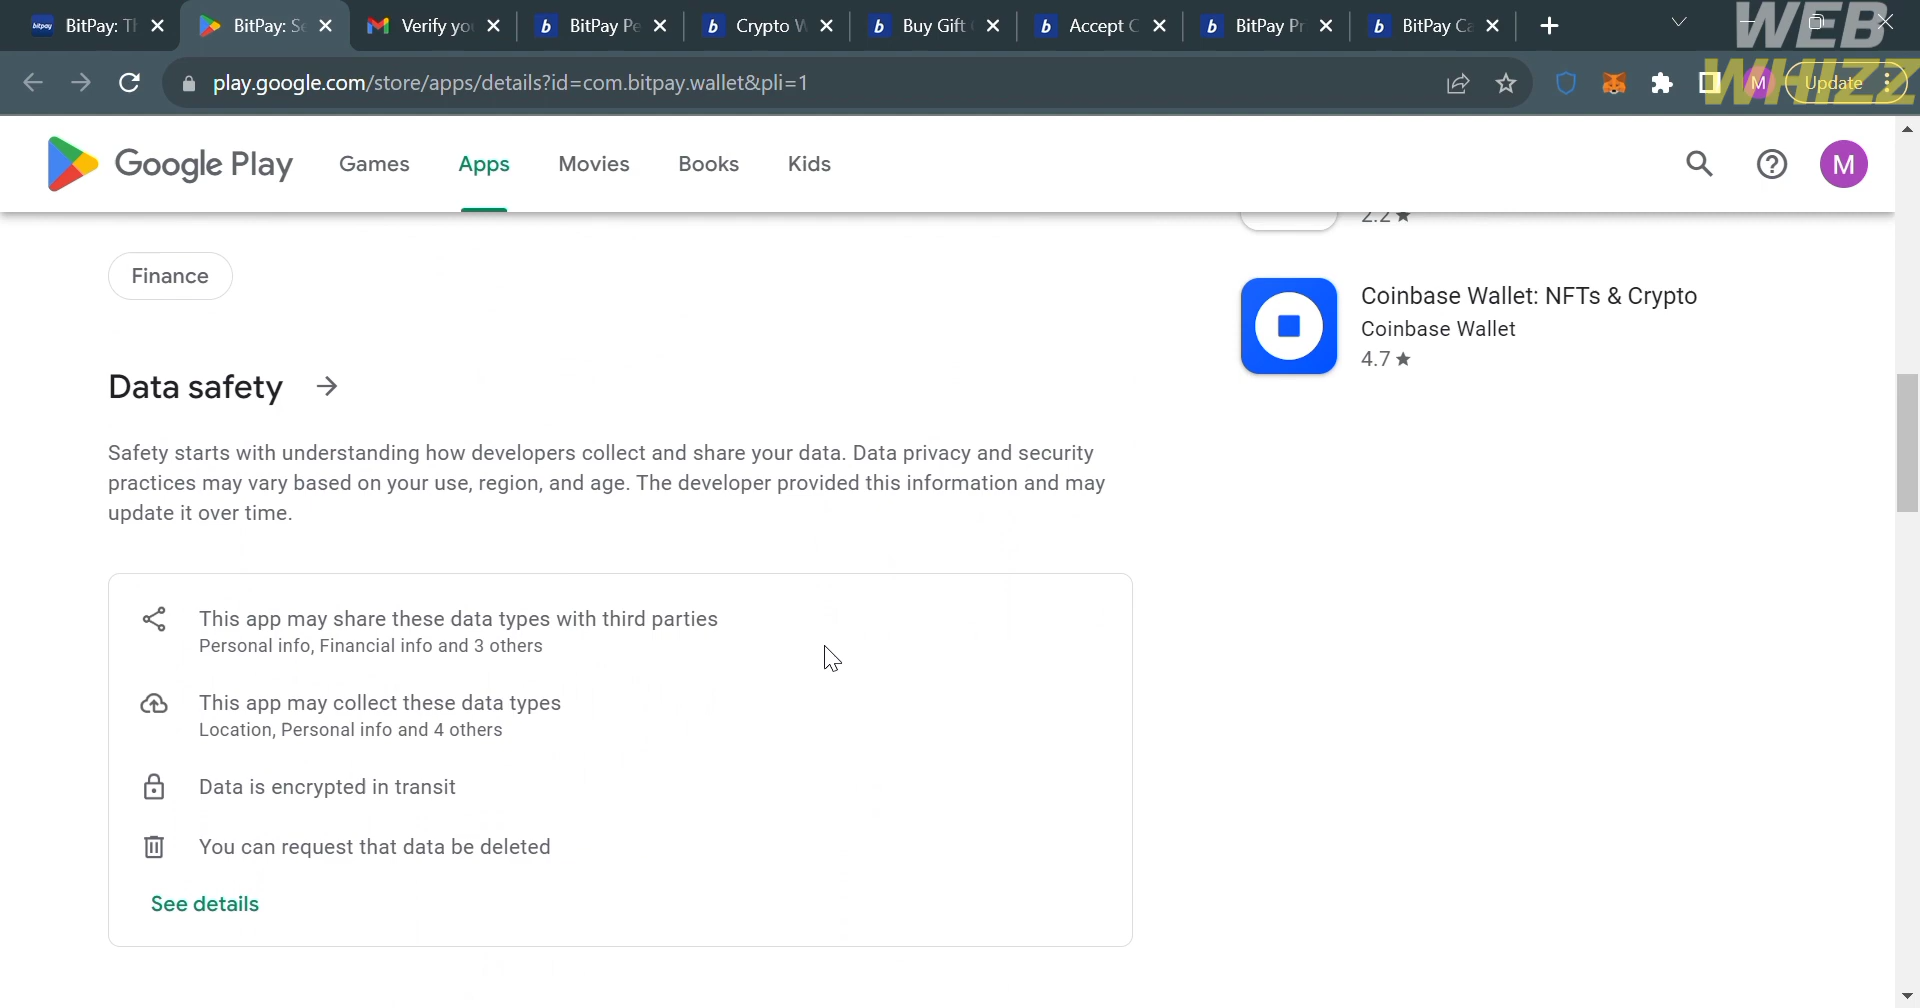 bitpay BitPay: Th
BitPay: Se
Verify you
b BitPay Pe
b Crypto W
b Buy Gift C
b Accept C
b BitPay Pr
b BitPay Ca
WEB
WHIZZ
play.google.com/store/apps/details?id=com.bitpay.wallet&pli=1
M
Update
Google Play Games Apps Movies Books Kids
M
2.2 ★
Finance
Coinbase Wallet: NFTs & Crypto
Coinbase Wallet
4.7 ★
Data safety →
Safety starts with understanding how developers collect and share your data. Data privacy and security
practices may vary based on your use, region, and age. The developer provided this information and may
update it over time.
This app may share these data types with third parties
Personal info, Financial info and 3 others
This app may collect these data types
Location, Personal info and 4 others
Data is encrypted in transit
You can request that data be deleted
See details